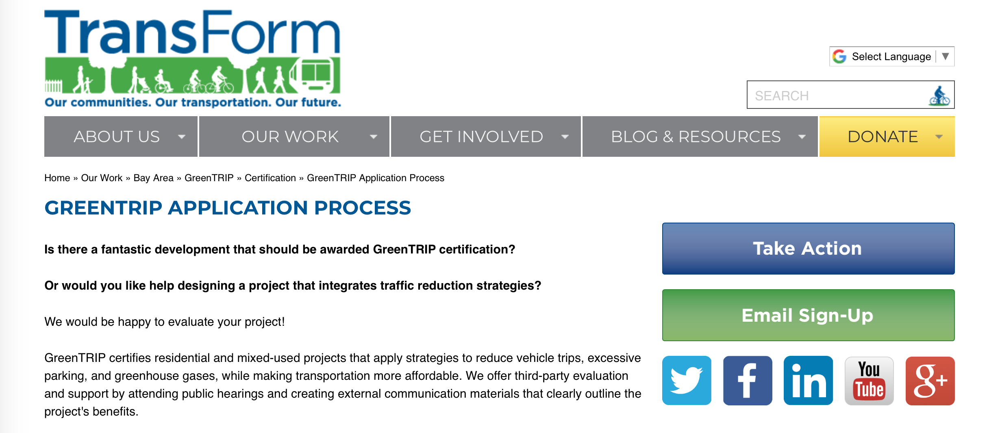 TransForm
Our communities. Our transportation. Our future.
Select Language
SEARCH
ABOUT US
OUR WORK
GET INVOLVED
BLOG & RESOURCES
DONATE
Home » Our Work » Bay Area » GreenTRIP » Certification » GreenTRIP Application Process
GREENTRIP APPLICATION PROCESS
Is there a fantastic development that should be awarded GreenTRIP certification?
Or would you like help designing a project that integrates traffic reduction strategies?
We would be happy to evaluate your project!
GreenTRIP certifies residential and mixed-used projects that apply strategies to reduce vehicle trips, excessive
parking, and greenhouse gases, while making transportation more affordable. We offer third-party evaluation
and support by attending public hearings and creating external communication materials that clearly outline the
project's benefits.
Take Action
Email Sign-Up
f
in
You
Tube
g+